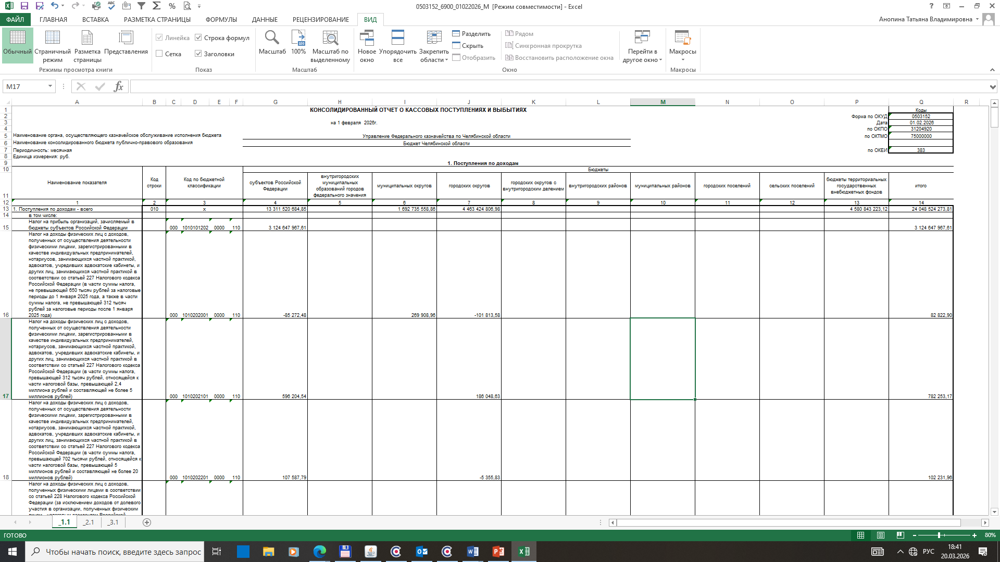 0503152_6900_01022026_M [Режим совместимости] - Excel
ФАЙЛ ГЛАВНАЯ ВСТАВКА РАЗМЕТКА СТРАНИЦЫ ФОРМУЛЫ ДАННЫЕ РЕЦЕНЗИРОВАНИЕ ВИД Анопина Татьяна Владимировна
Обычный Страничный режим Разметка страницы Представления
Режимы просмотра книги
Линейка Строка формул
Сетка Заголовки
Показ
Масштаб 100% Масштаб по выделенному
Масштаб
Новое окно Упорядочить все Закрепить области
Разделить
Скрыть
Отобразить
Рядом
Синхронная прокрутка
Восстановить расположение окна
Перейти в другое окно
Окно
Макросы
Макросы
M17 fx
A B C D E F G H I J K L M N O P Q R
1 КОНСОЛИДИРОВАННЫЙ ОТЧЕТ О КАССОВЫХ ПОСТУПЛЕНИЯХ И ВЫБЫТИЯХ Коды
2 Форма по ОКУД 0503152
3 на 1 февраля 2026г. Дата 01.02.2026
4 по ОКПО 31204920
5 Наименование органа, осуществляющего казначейское обслуживание исполнения бюджета Управление Федерального казначейства по Челябинской области по ОКТМО 75000000
6 Наименование консолидированного бюджета публично-правового образования Бюджет Челябинской области
7 Периодичность: месячная по ОКЕИ 383
8 Единица измерения: руб.
9 1. Поступления по доходам
10 Бюджеты
11 Наименование показателя Код строки Код по бюджетной классификации субъектов Российской Федерации внутригородских муниципальных образований городов федерального значения муниципальных округов городских округов городских округов с внутригородским делением внутригородских районов муниципальных районов городских поселений сельских поселений бюджеты территориальных государственных внебюджетных фондов итого
12 1 2 3 4 5 6 7 8 9 10 11 12 13 14
13 1. Поступления по доходам - всего 010 x 13 311 520 684,85 1 692 735 558,86 4 463 424 806,98 4 580 843 223,12 24 048 524 273,81
14 в том числе:
Налог на прибыль организаций, зачисляемый в
15 бюджеты субъектов Российской Федерации 000 1010101202 0000 110 3 124 647 967,61 3 124 647 967,61
Налог на доходы физических лиц с доходов,
полученных от осуществления деятельности
физическими лицами, зарегистрированными в
качестве индивидуальных предпринимателей,
нотариусов, занимающихся частной практикой,
адвокатов, учредивших адвокатские кабинеты, и
других лиц, занимающихся частной практикой в
соответствии со статьей 227 Налогового кодекса
Российской Федерации (в части суммы налога,
не превышающей 650 тысяч рублей за налоговые
периоды до 1 января 2025 года, а также в части
суммы налога, не превышающей 312 тысяч
рублей за налоговые периоды после 1 января
16 2025 года) 000 1010202001 0000 110 -85 272,48 269 908,96 -101 813,58 82 822,90
Налог на доходы физических лиц с доходов,
полученных от осуществления деятельности
физическими лицами, зарегистрированными в
качестве индивидуальных предпринимателей,
нотариусов, занимающихся частной практикой,
адвокатов, учредивших адвокатские кабинеты, и
других лиц, занимающихся частной практикой в
соответствии со статьей 227 Налогового кодекса
Российской Федерации (в части суммы налога,
превышающей 312 тысяч рублей, относящейся к
части налоговой базы, превышающей 2,4
миллиона рублей и составляющей не более 5
17 миллионов рублей) 000 1010202101 0000 110 596 204,54 186 048,63 782 253,17
Налог на доходы физических лиц с доходов,
полученных от осуществления деятельности
физическими лицами, зарегистрированными в
качестве индивидуальных предпринимателей,
нотариусов, занимающихся частной практикой,
адвокатов, учредивших адвокатские кабинеты, и
других лиц, занимающихся частной практикой в
соответствии со статьей 227 Налогового кодекса
Российской Федерации (в части суммы налога,
превышающей 702 тысячи рублей, относящейся к
части налоговой базы, превышающей 5
миллионов рублей и составляющей не более 20
18 миллионов рублей) 000 1010202201 0000 110 107 587,79 -5 355,83 102 231,96
Налог на доходы физических лиц с доходов,
полученных физическими лицами в соответствии
со статьей 228 Налогового кодекса Российской
Федерации (за исключением доходов от долевого
участия в организации, полученных физическим
_1.1 _2.1 _3.1
ГОТОВО 80%
Чтобы начать поиск, введите здесь запрос РУС 18:41
20.03.2026